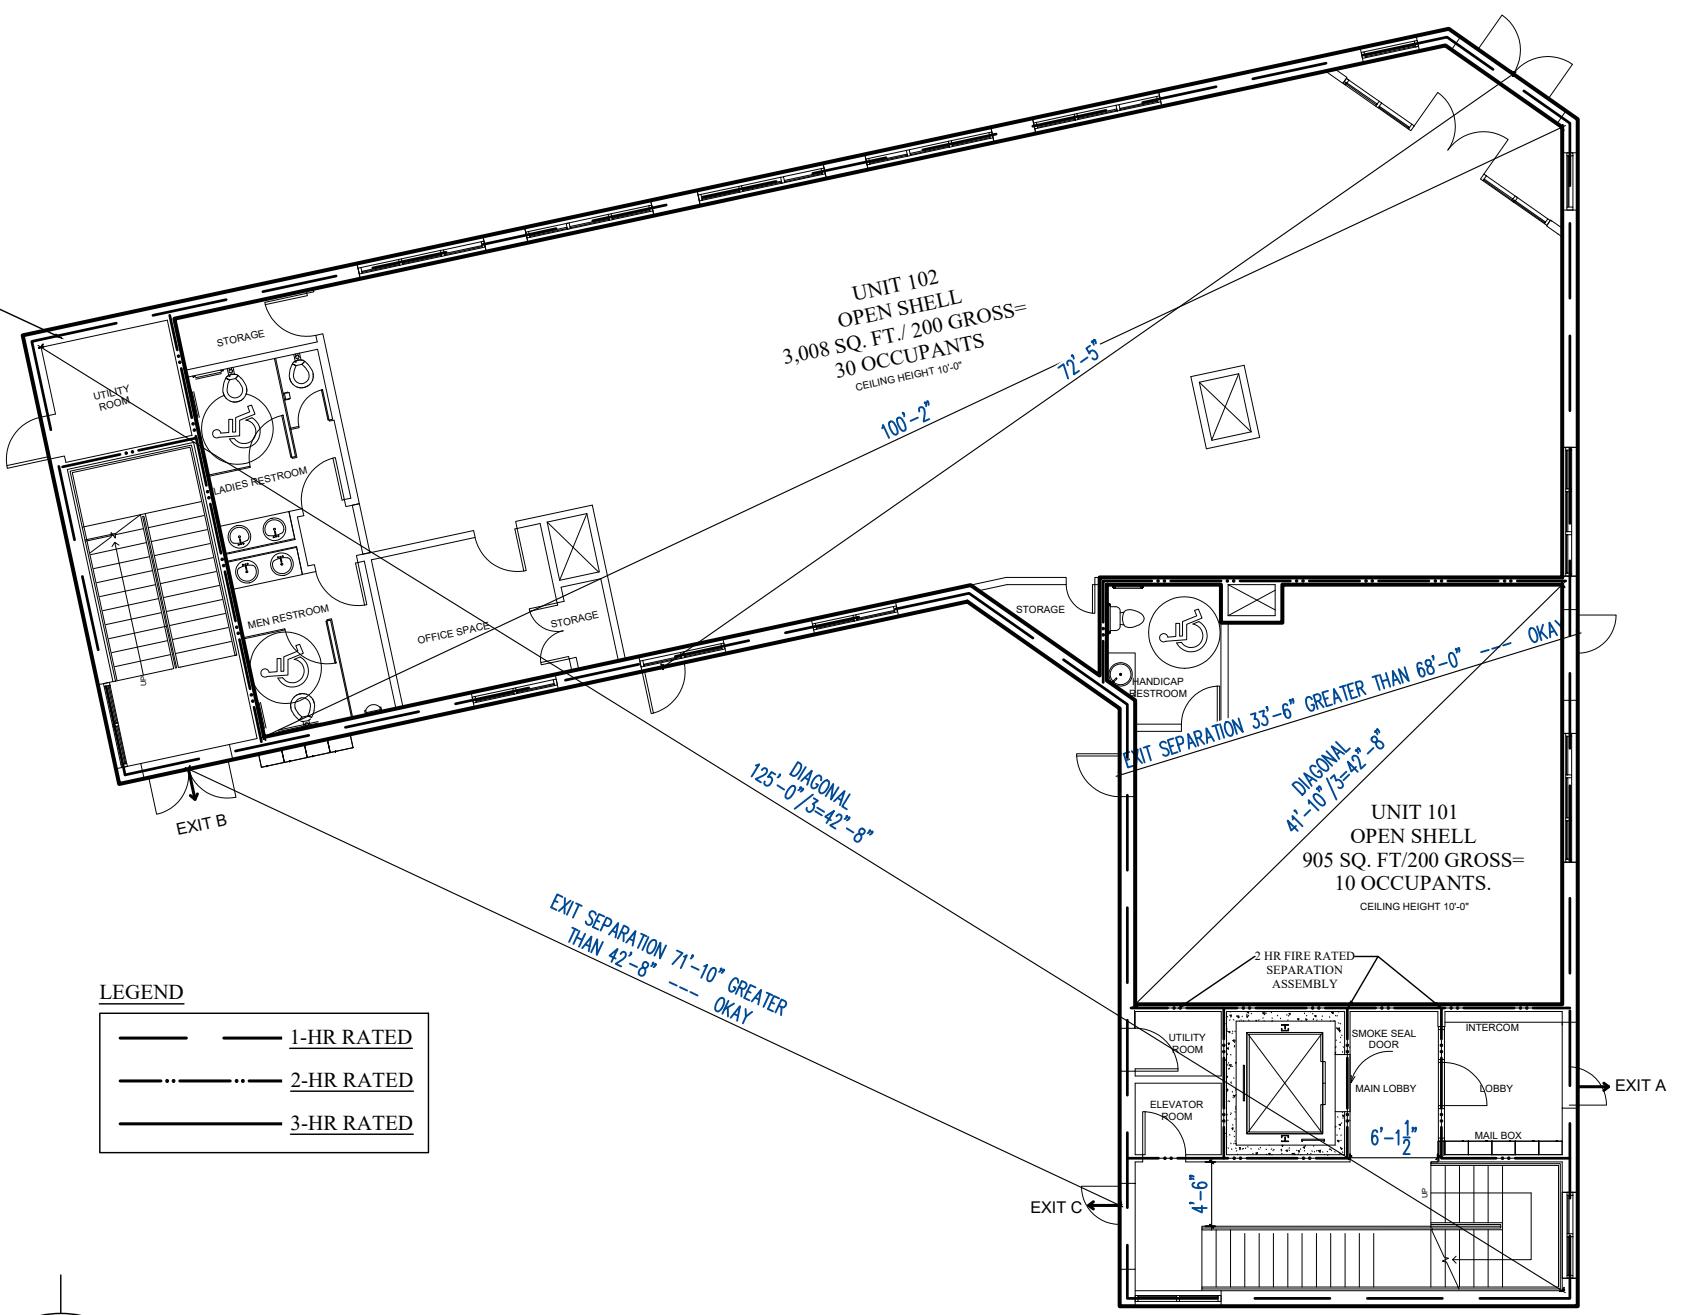 UNIT 102
OPEN SHELL
3,008 SQ. FT./ 200 GROSS=
30 OCCUPANTS
CEILING HEIGHT 10'-0"
72'-5"
100'-2"
STORAGE
UTILITY
ROOM
LADIES RESTROOM
MEN RESTROOM
OFFICE SPACE
STORAGE
UP
EXIT B
STORAGE
HANDICAP
RESTROOM
EXIT SEPARATION 33'-6" GREATER THAN 68'-0" --- OKAY
DIAGONAL
41'-10"/3=42"-8"
DIAGONAL
125'-0"/3=42"-8"
UNIT 101
OPEN SHELL
905 SQ. FT/200 GROSS=
10 OCCUPANTS.
CEILING HEIGHT 10'-0"
EXIT SEPARATION 71'-10" GREATER
THAN 42'-8" --- OKAY
2 HR FIRE RATED
SEPARATION
ASSEMBLY
LEGEND
1-HR RATED
2-HR RATED
3-HR RATED
UTILITY
ROOM
SMOKE SEAL
DOOR
INTERCOM
MAIN LOBBY
LOBBY
EXIT A
ELEVATOR
ROOM
6'-1½"
MAIL BOX
4'-6"
UP
EXIT C